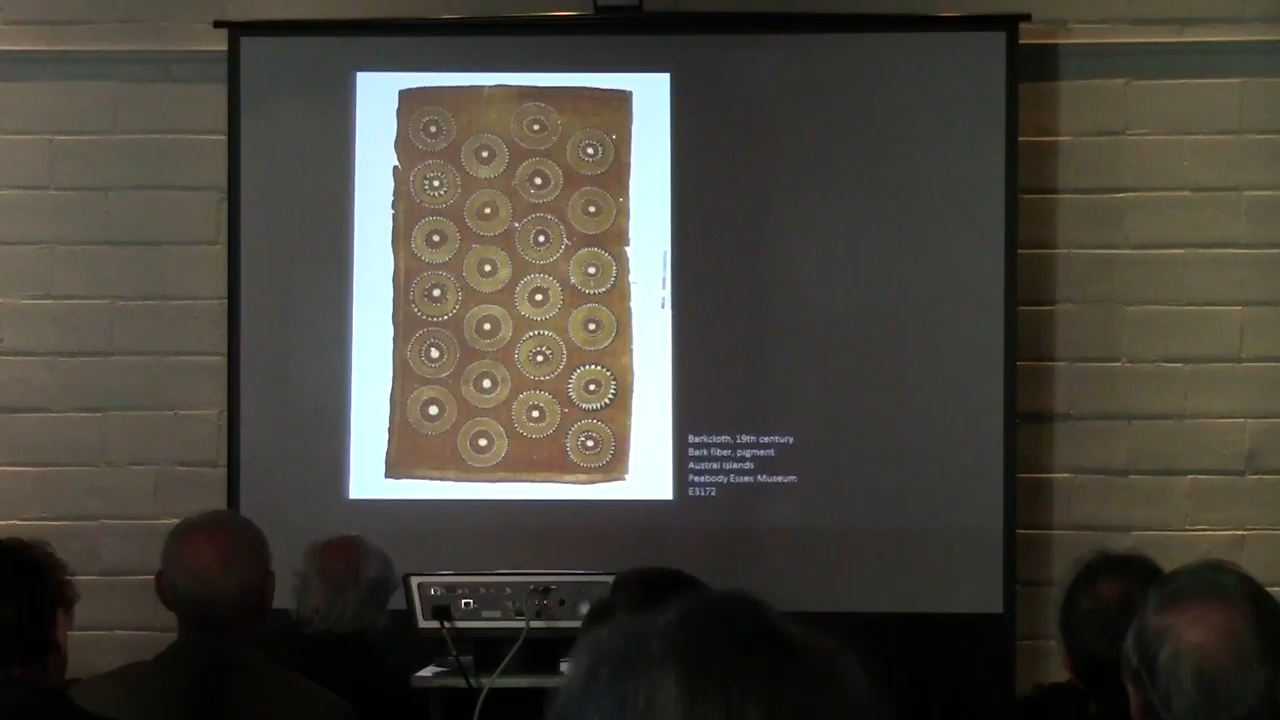 Barkcloth, 19th century
Bark fiber, pigment
Austral Islands
Peabody Essex Museum
E3172